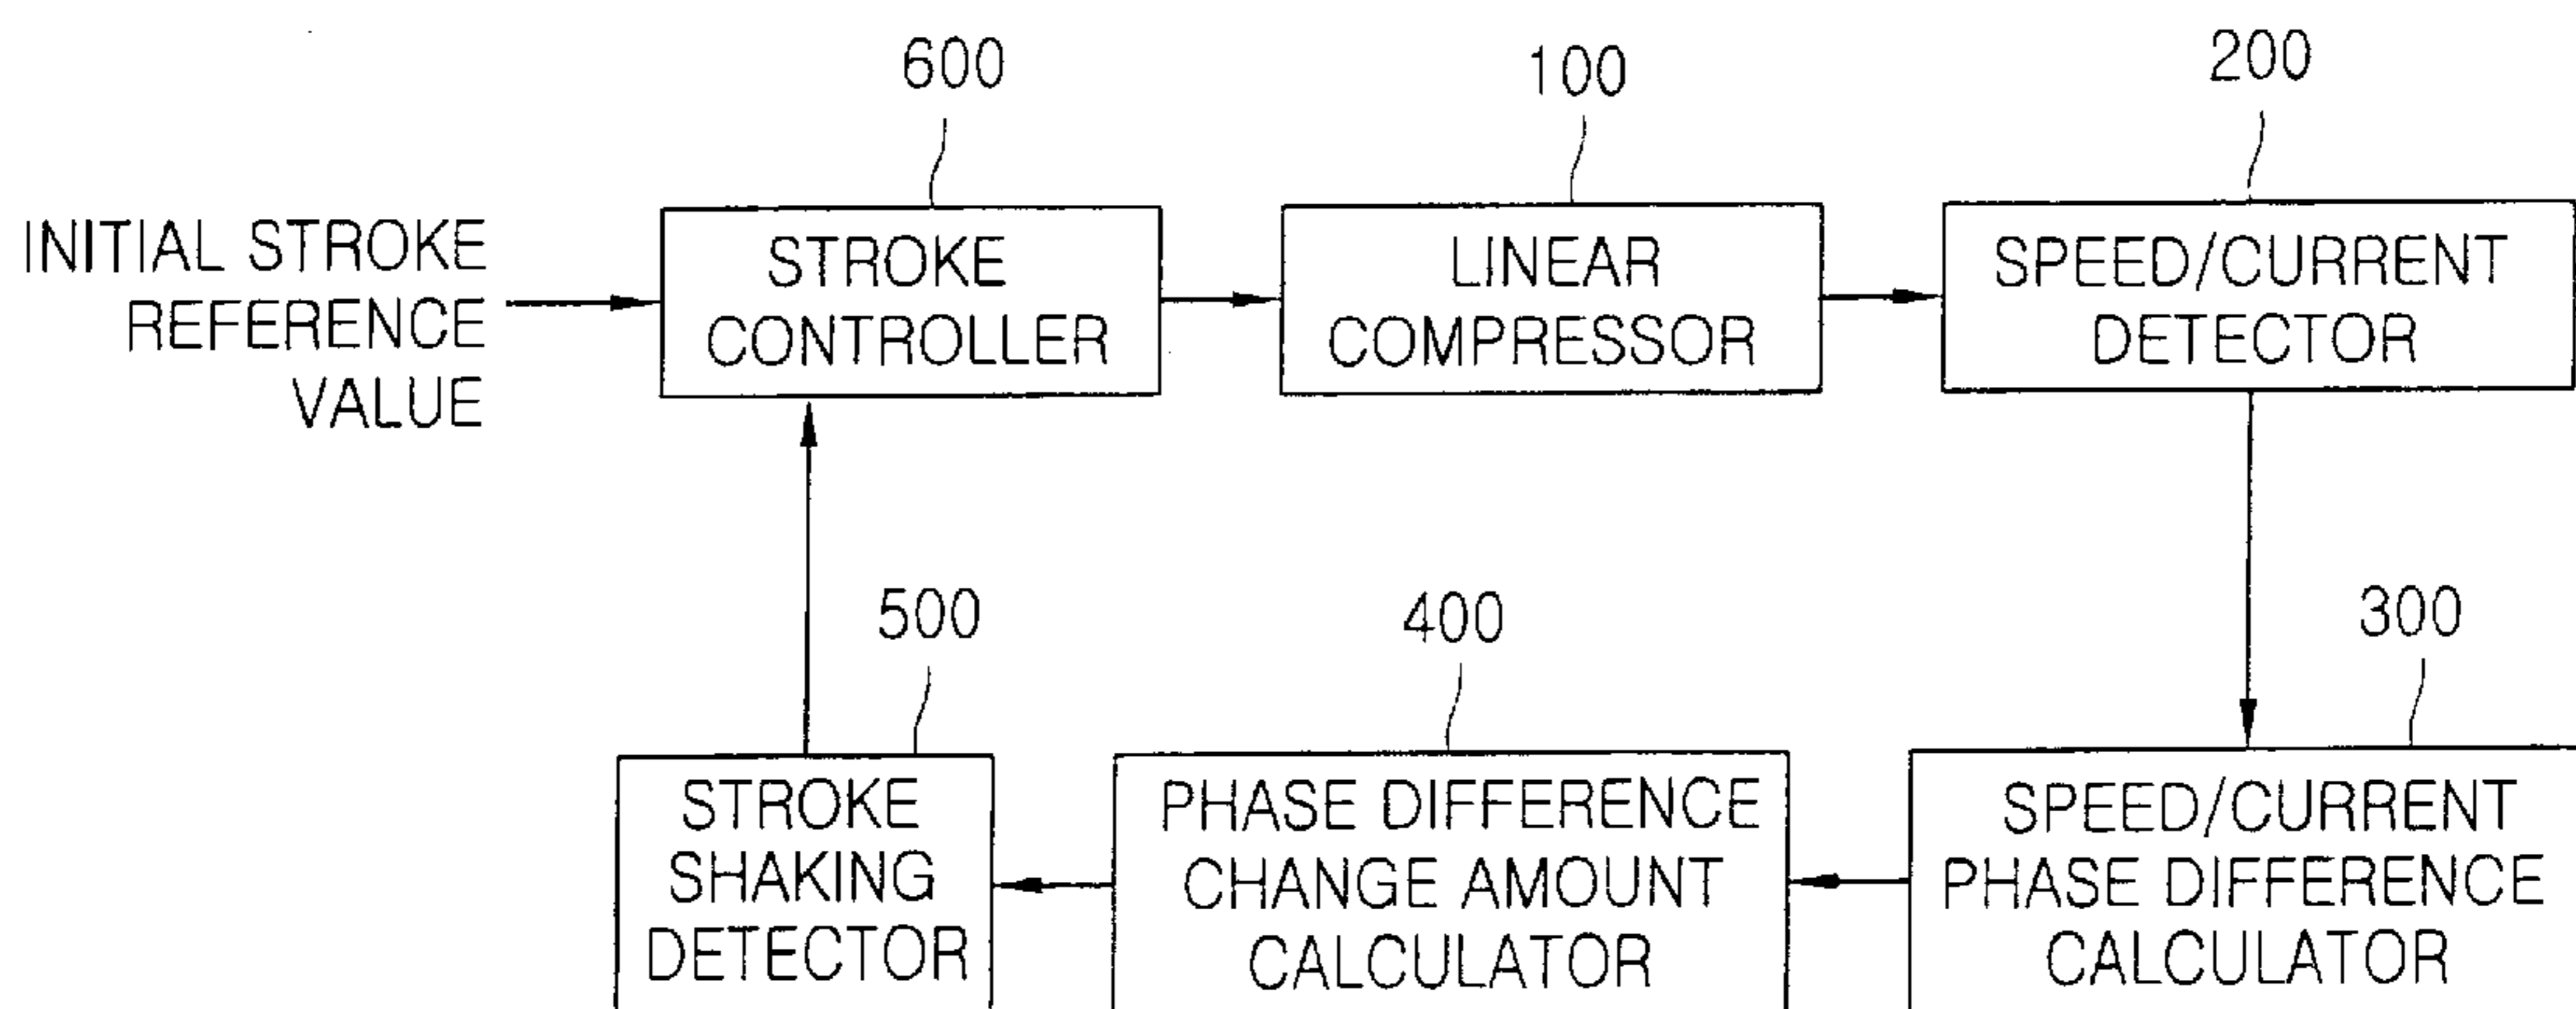 600
100
200
INITIAL STROKE
REFERENCE
VALUE
STROKE
CONTROLLER
LINEAR
COMPRESSOR
SPEED/CURRENT
DETECTOR
500
400
300
STROKE
SHAKING
DETECTOR
PHASE DIFFERENCE
CHANGE AMOUNT
CALCULATOR
SPEED/CURRENT
PHASE DIFFERENCE
CALCULATOR